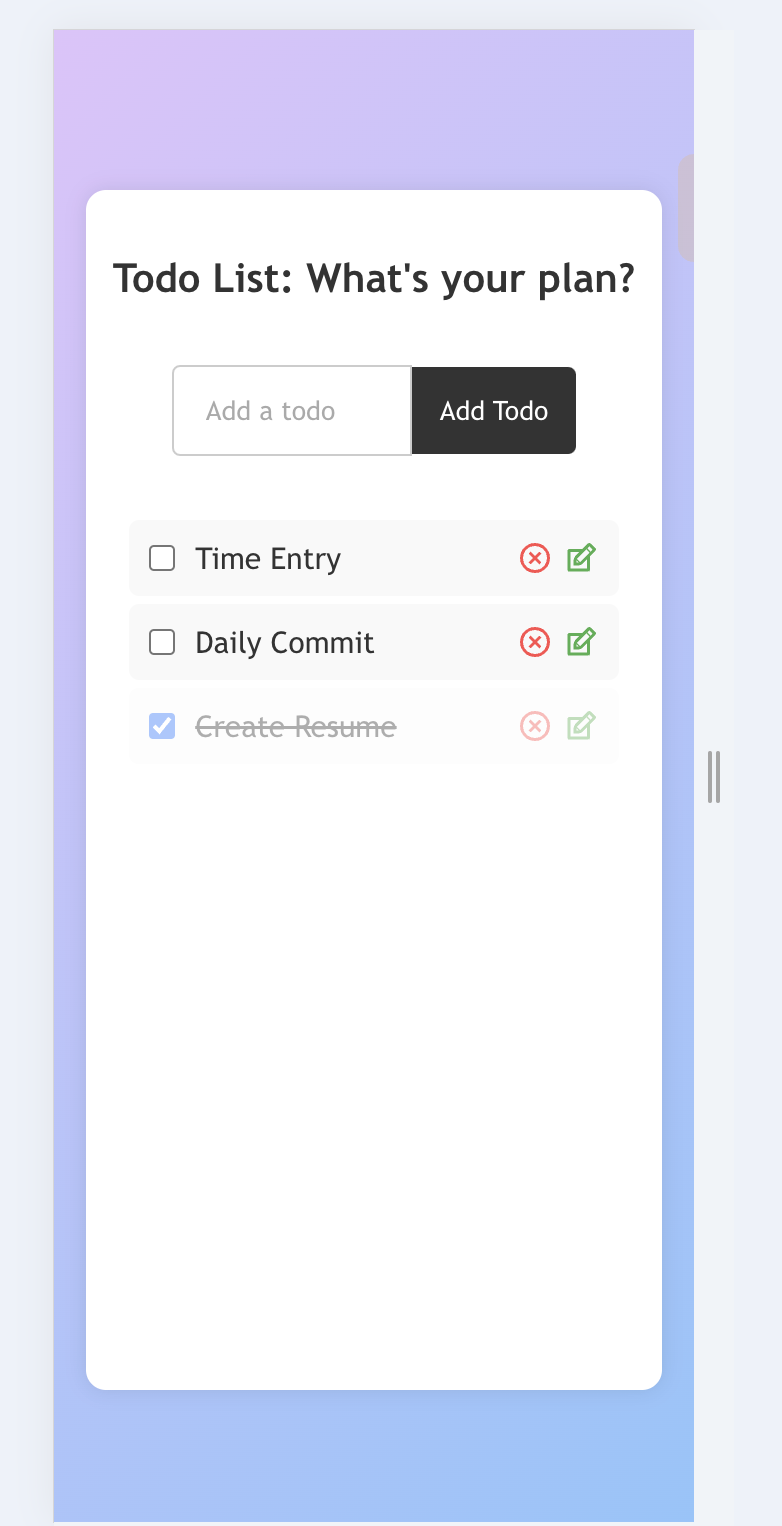 Todo List: What's your plan?
Add a todo
Add Todo
Time Entry
Daily Commit
Create Resume